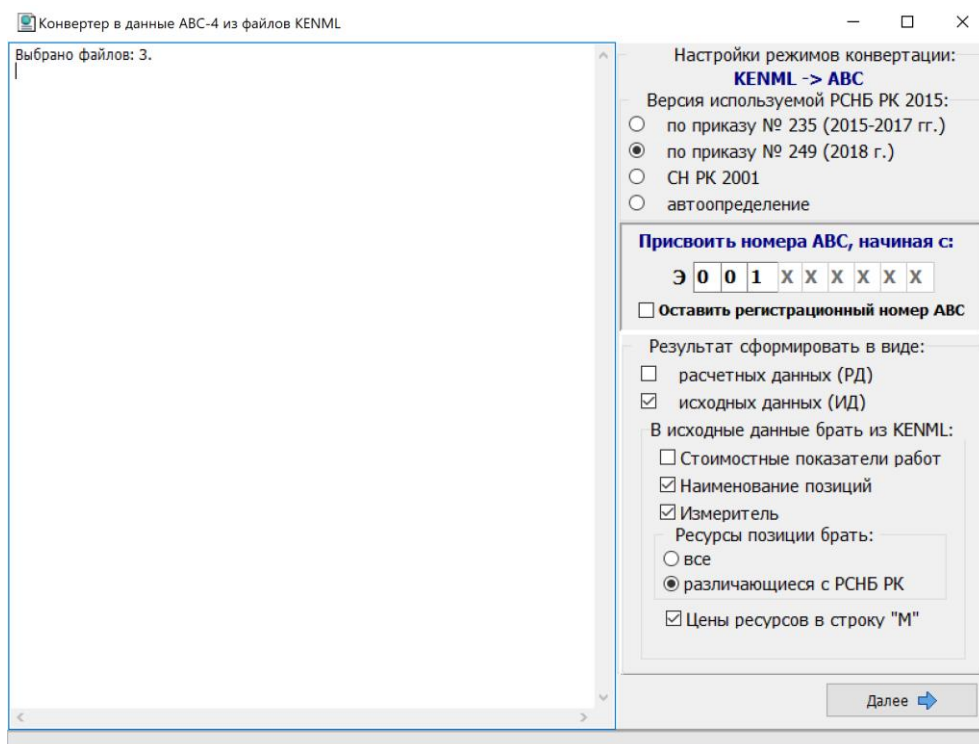 Конвертер в данные АВС-4 из файлов KENML
Выбрано файлов: 3.
Настройки режимов конвертации:
KENML -> ABC
Версия используемой РСНБ РК 2015:
по приказу № 235 (2015-2017 гг.)
по приказу № 249 (2018 г.)
СН РК 2001
автоопределение
Присвоить номера АВС, начиная с:
Э 0 0 1 X X X X X X
Оставить регистрационный номер АВС
Результат сформировать в виде:
расчетных данных (РД)
исходных данных (ИД)
В исходные данные брать из KENML:
Стоимостные показатели работ
Наименование позиций
Измеритель
Ресурсы позиции брать:
все
различающиеся с РСНБ РК
Цены ресурсов в строку "М"
Далее